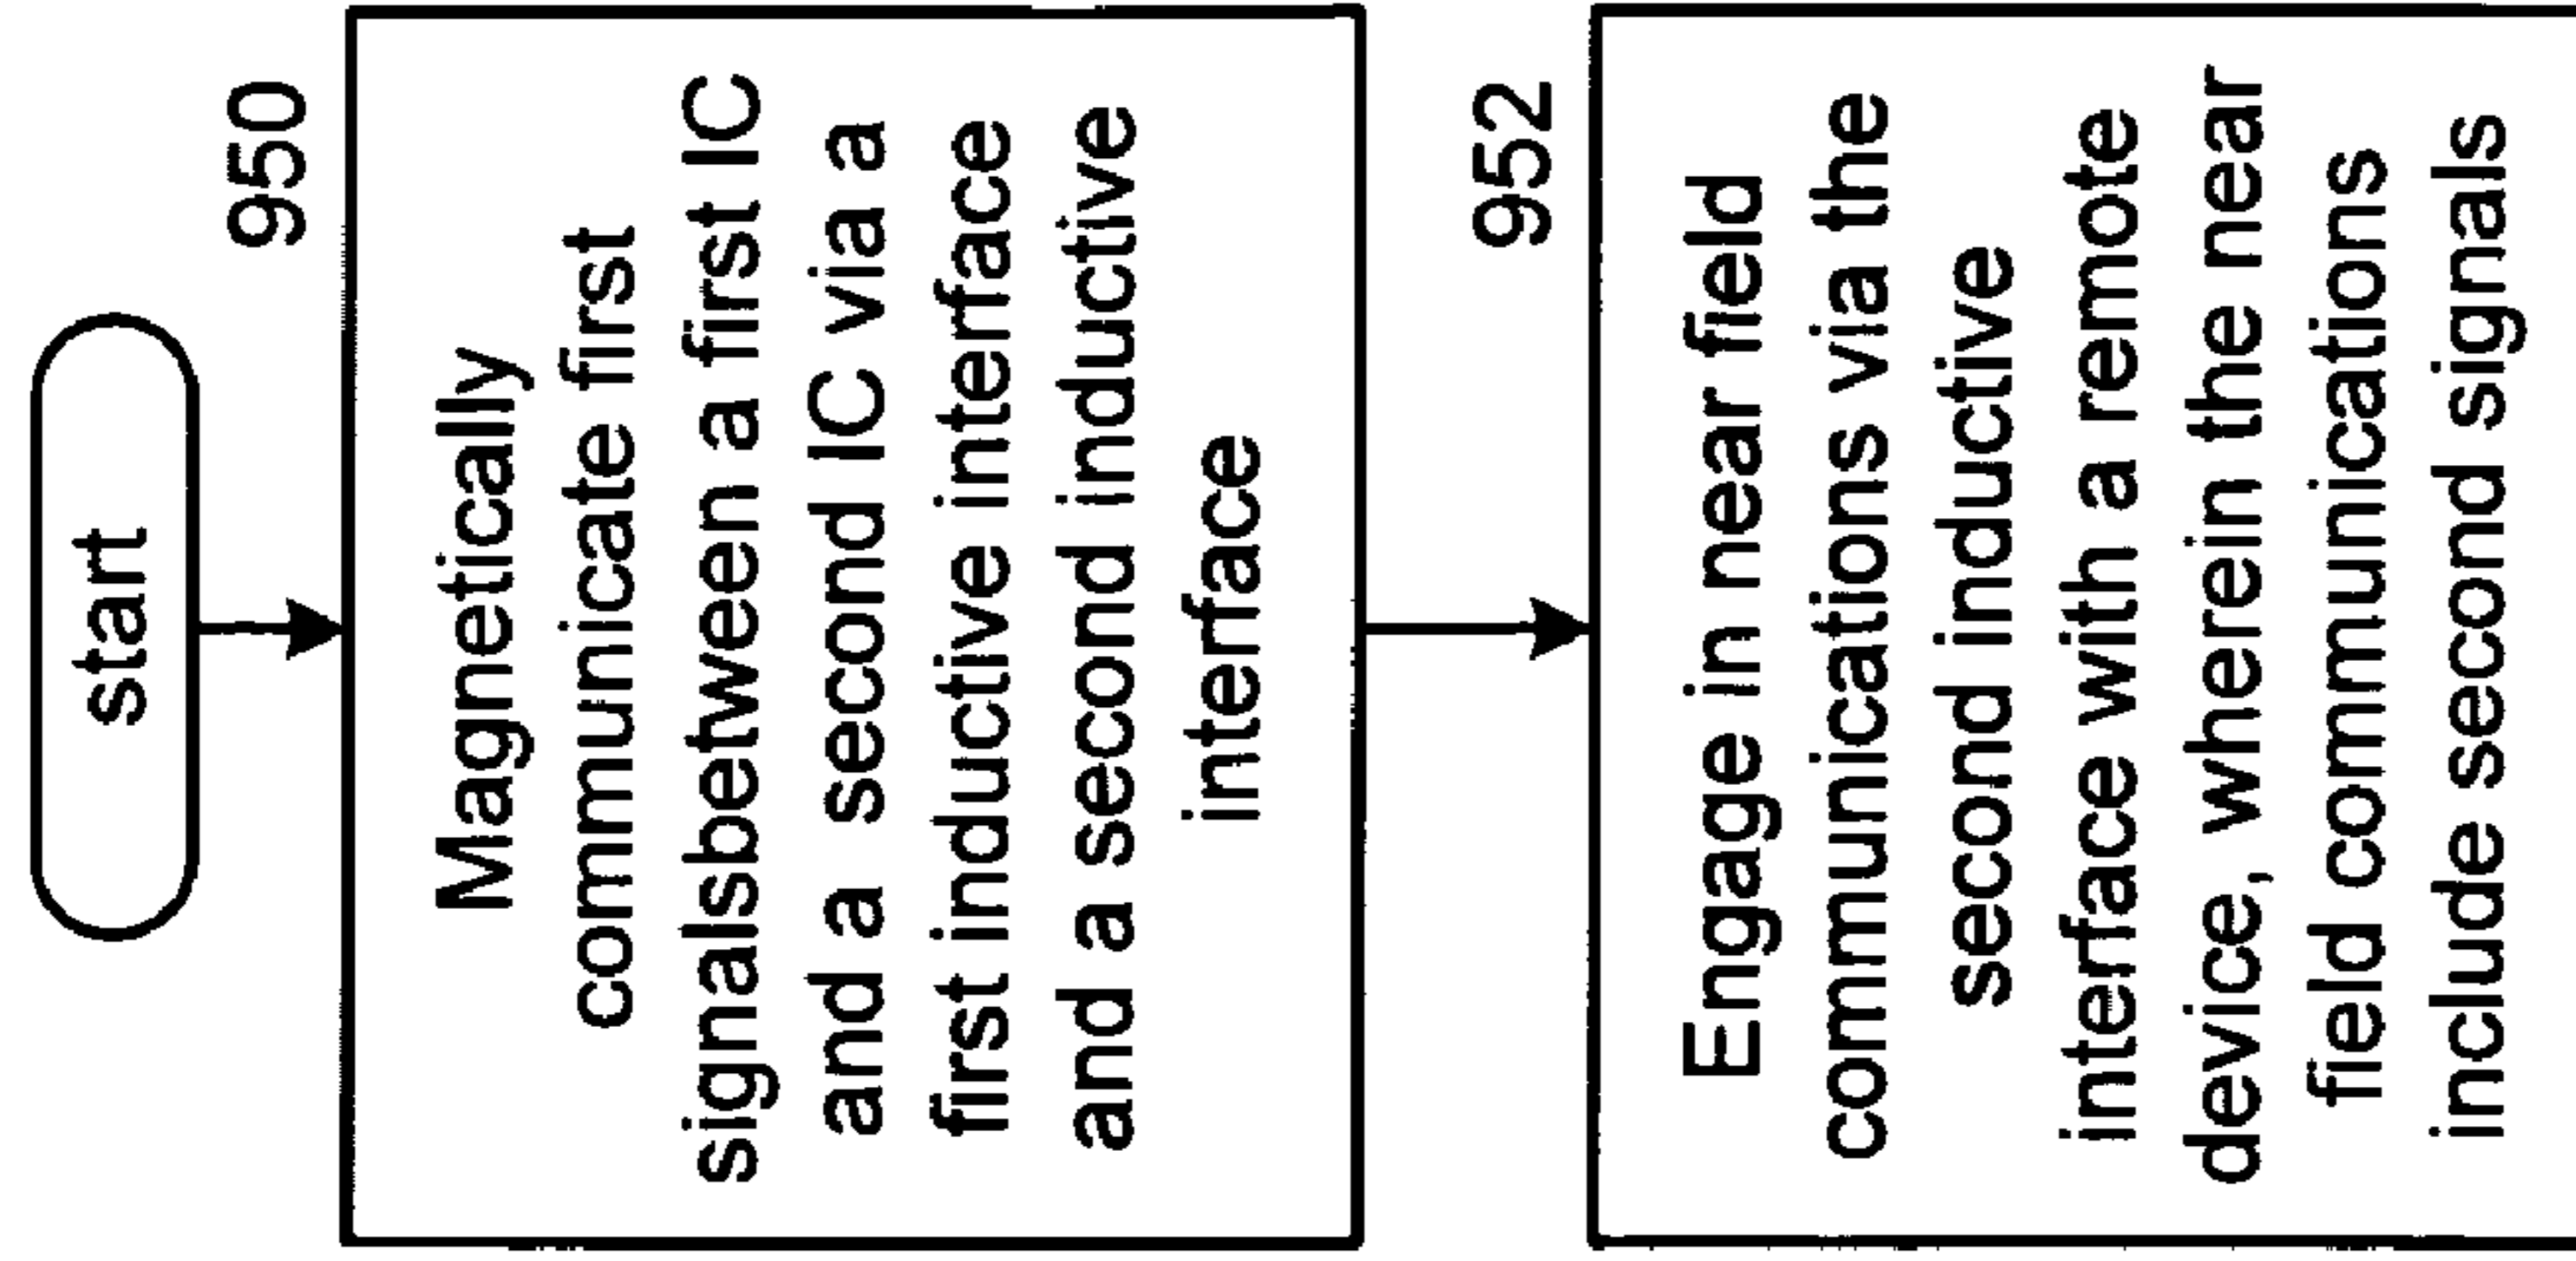 start
950
Magnetically
communicate first
signalsbetween a first IC
and a second IC via a
first inductive interface
and a second inductive
interface
952
Engage in near field
communications via the
second inductive
interface with a remote
device, wherein the near
field communications
include second signals